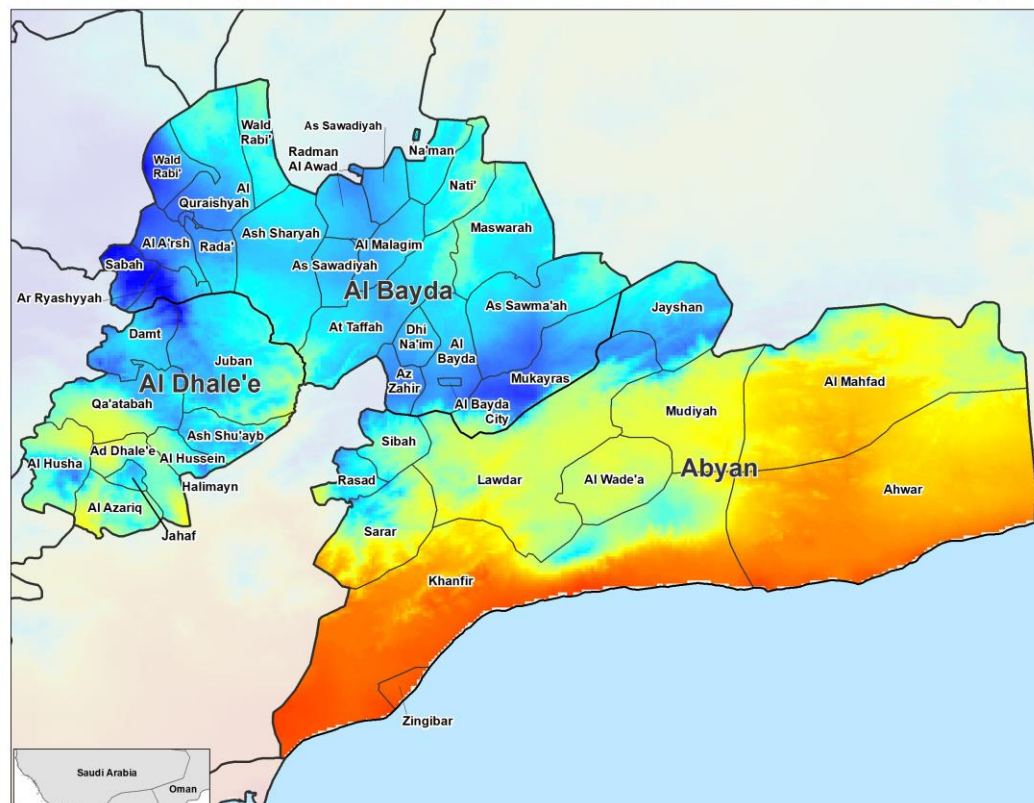 Wald
Rabi'
As Sawadiyah
Radman
Al Awad
Na'man
Wald
Rabi'
Al
Quraishyah
Nati'
Maswarah
Ash Sharyah
Al Malagim
Al A'rsh
Rada'
Sabah
As Sawadiyah
Al Bayda
As Sawma'ah
Jayshan
Ar Ryashyyah
Damt
At Taffah
Dhi
Na'im
Al
Bayda
Juban
Al Dhale'e
Az
Zahir
Mukayras
Al Mahfad
Qa'atabah
Al Bayda
City
Mudiyah
Ash Shu'ayb
Sibah
Ad Dhale'e
Al Hussein
Al Husha
Abyan
Halimayn
Rasad
Lawdar
Al Wade'a
Ahwar
Al Azariq
Jahaf
Sarar
Khanfir
Zingibar
Saudi Arabia
Oman